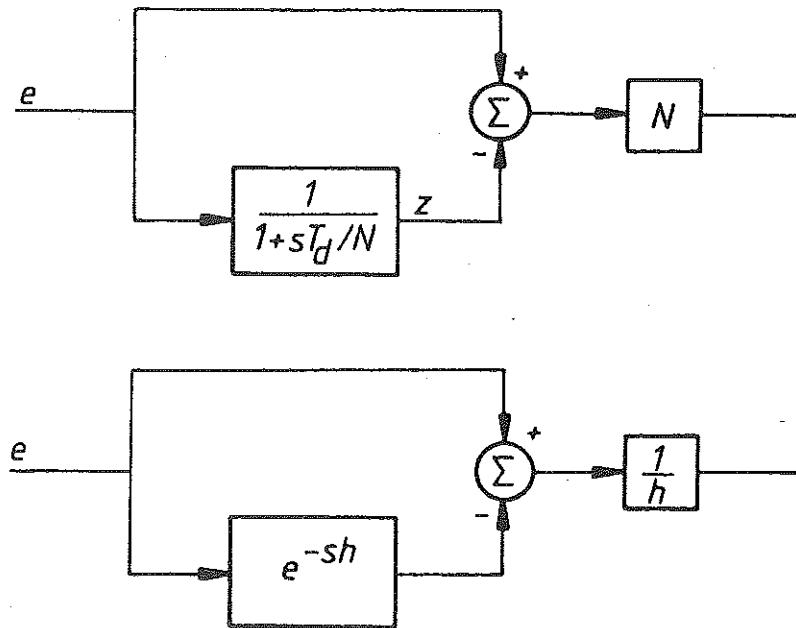 e
+
Σ
-
N
1
1+sT_d/N
z
e
+
Σ
-
1
h
e^{-sh}